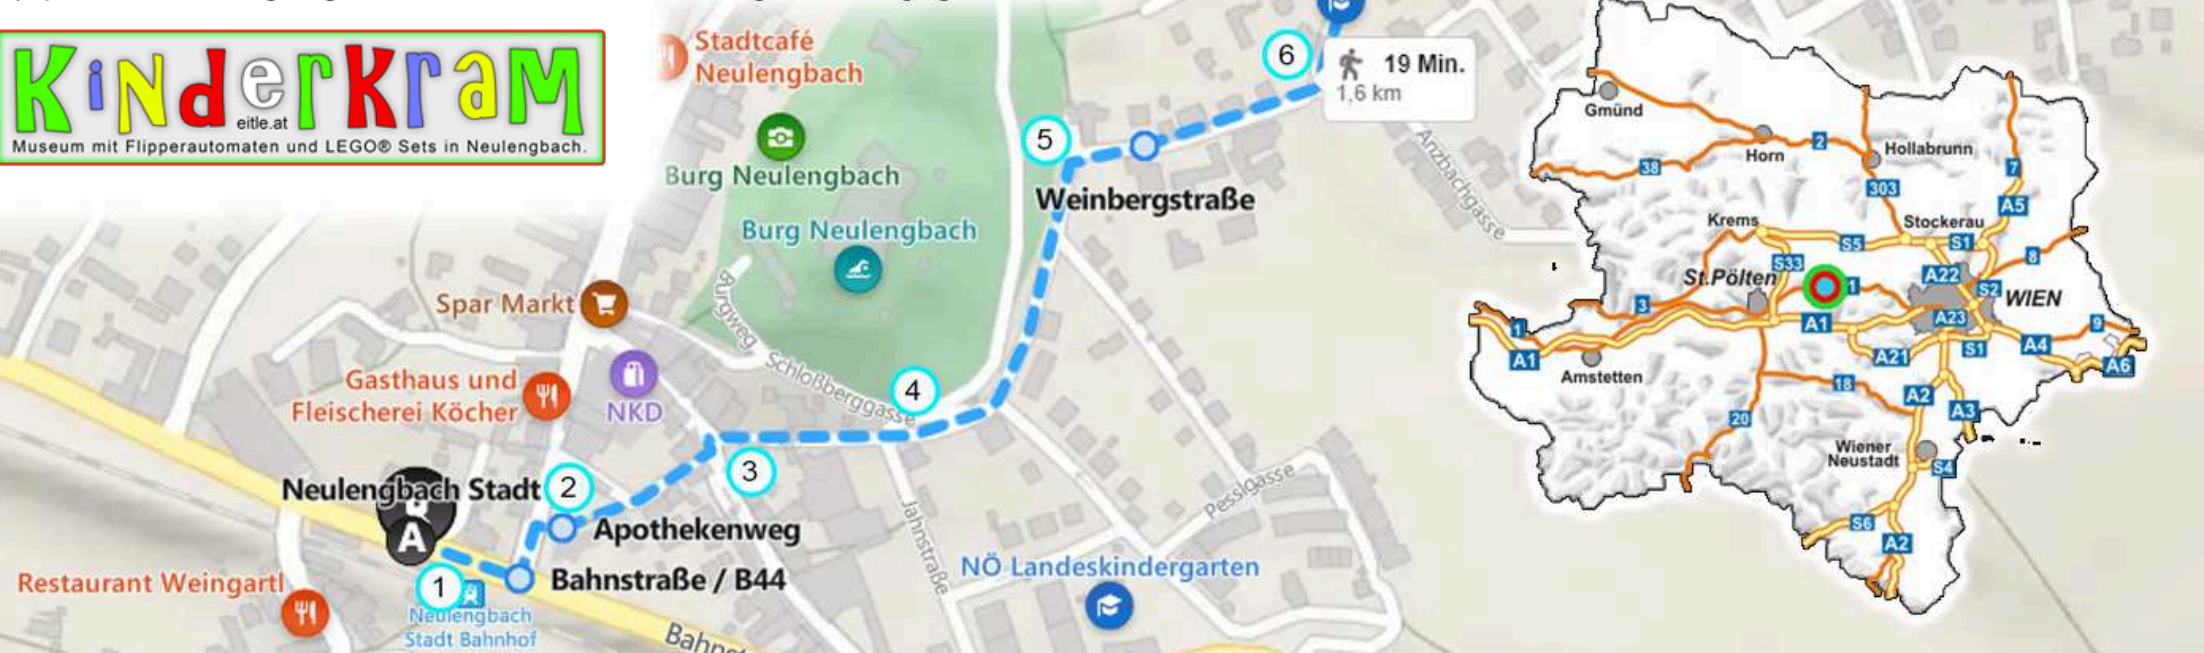 KinderKram
eitle.at
Museum mit Flipperautomaten und LEGO® Sets in Neulengbach.
Stadtcafé
Neulengbach
Burg Neulengbach
Burg Neulengbach
Burgweg
Schloßberggasse
Spar Markt
NKD
Gasthaus und
Fleischerei Köcher
Neulengbach Stadt
A
1
2
3
4
5
6
Apothekenweg
Bahnstraße / B44
Restaurant Weingartl
Neulengbach
Stadt Bahnhof
Jahnstraße
NÖ Landeskindergarten
Pesslgasse
Weinbergstraße
19 Min.
1,6 km
Anzbachgasse
Gmünd
Horn
2
Hollabrunn
38
303
7
A5
Krems
Stockerau
S5
S1
8
S33
St.Pölten
A22
1
S2
WIEN
3
A1
A23
1
A1
A21
S1
A4
9
A6
Amstetten
18
A2
A3
20
Wiener
Neustadt
S4
S6
A2